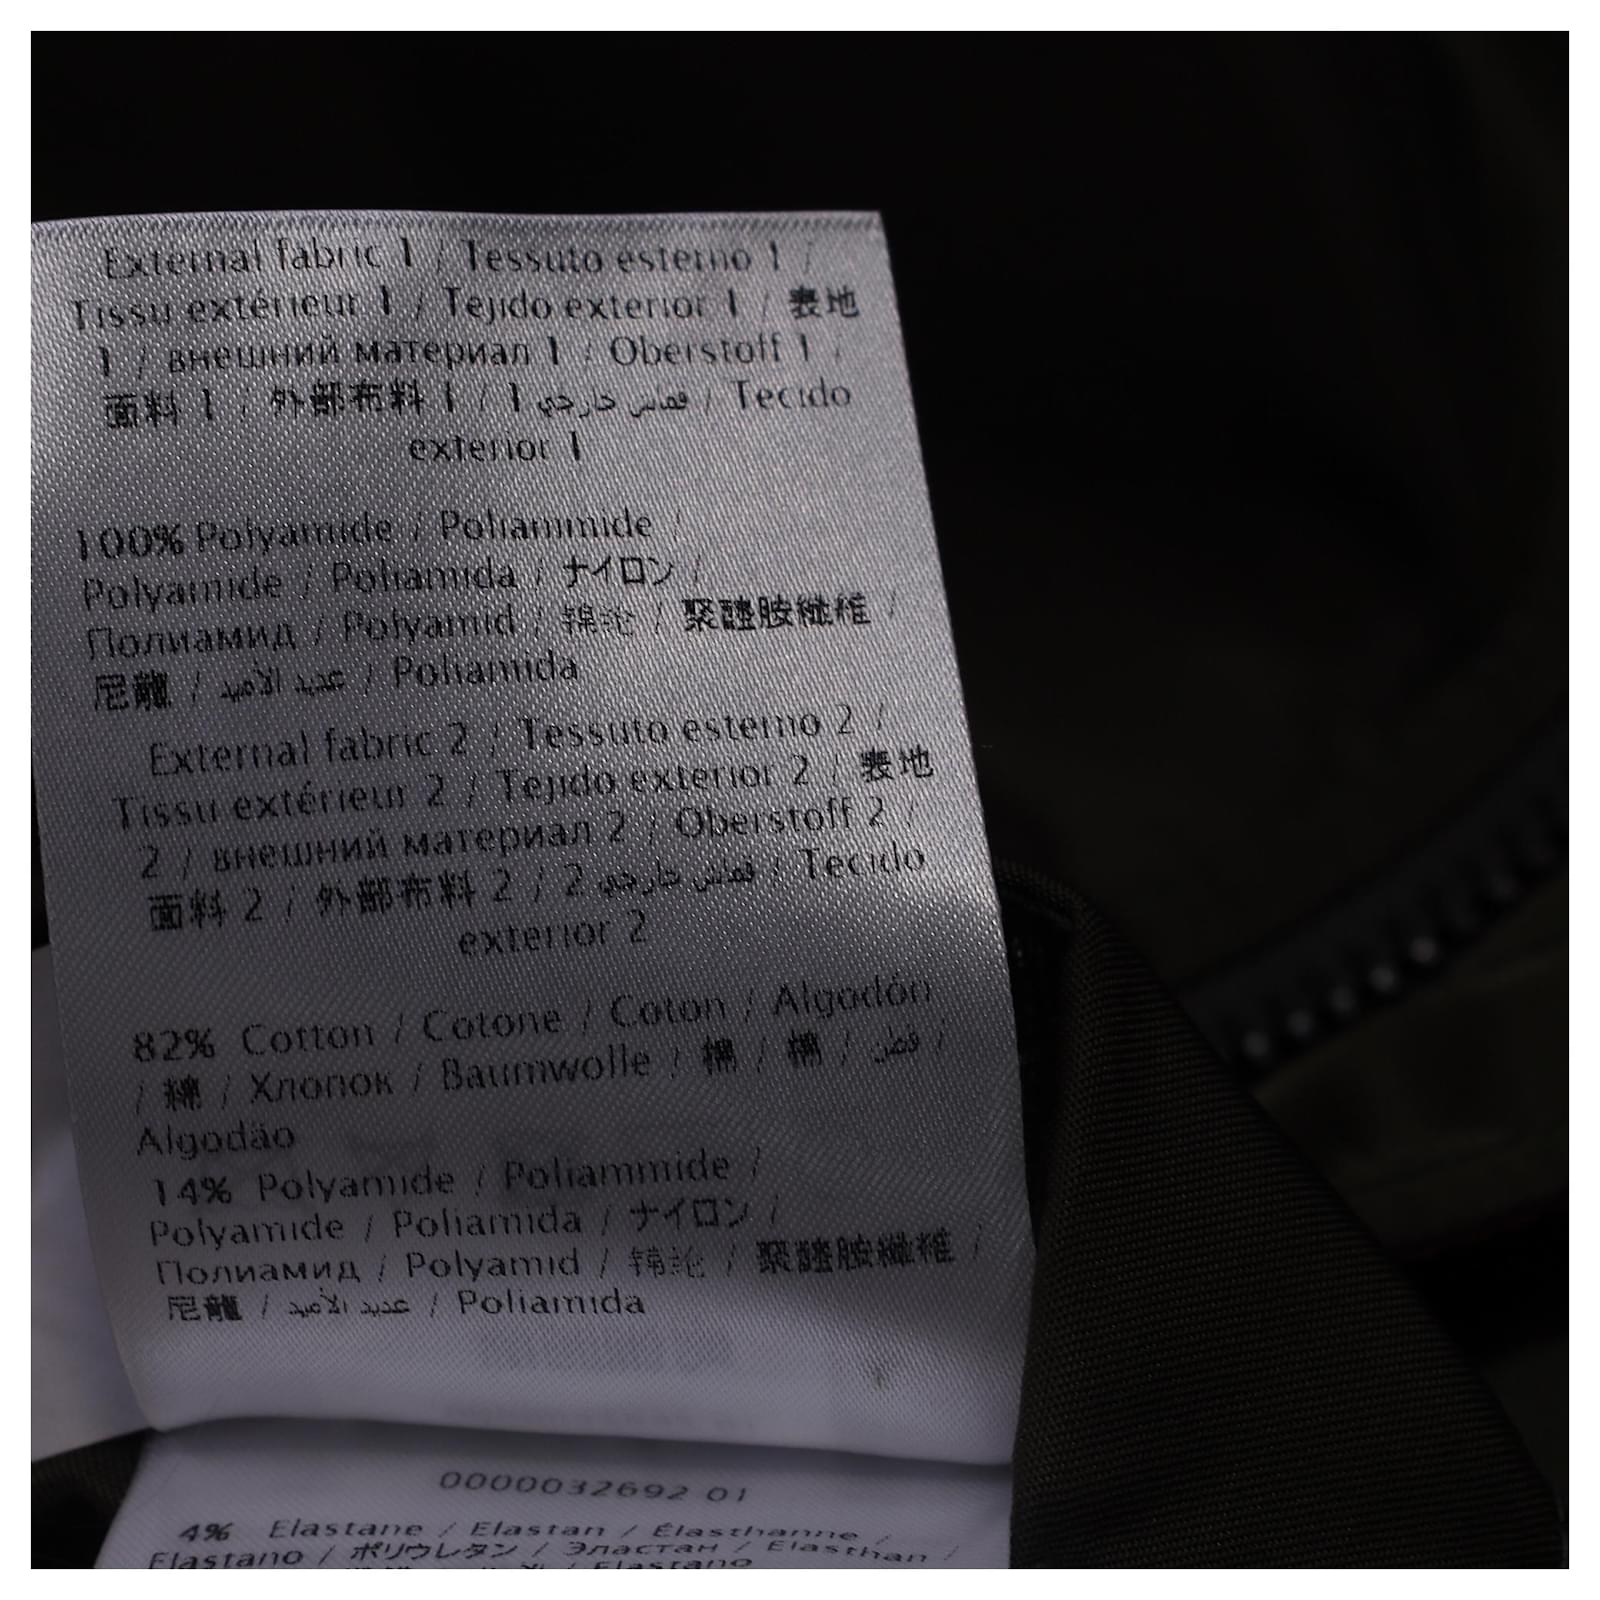 External fabric 1 / Tessuto esterno 1 /
Tissu extérieur 1 / Tejido exterior 1 / 表地
1 / внешний материал 1 / Oberstoff 1 /
面料 1 / 外部布料 1 / 1 قماش خارجي / Tecido
exterior 1
100% Polyamide / Poliammide /
Polyamide / Poliamida / ナイロン /
Полиамид / Polyamid / 锦纶 / 聚醯胺纖維 /
尼龍 / عديد الأميد / Poliamida
External fabric 2 / Tessuto esterno 2 /
Tissu extérieur 2 / Tejido exterior 2 / 表地
2 / внешний материал 2 / Oberstoff 2 /
面料 2 / 外部布料 2 / 2 قماش خارجي / Tecido
exterior 2
82% Cotton / Cotone / Coton / Algodón
/ 綿 / Хлопок / Baumwolle / 棉 / 棉 / قطن /
Algodão
14% Polyamide / Poliammide /
Polyamide / Poliamida / ナイロン /
Полиамид / Polyamid / 锦纶 / 聚醯胺纖維 /
尼龍 / عديد الأميد / Poliamida
0000032692 01
4% Elastane / Elastan / Élasthanne /
Elastano / ポリウレタン / Эластан / Elasthan /
/ Elastano